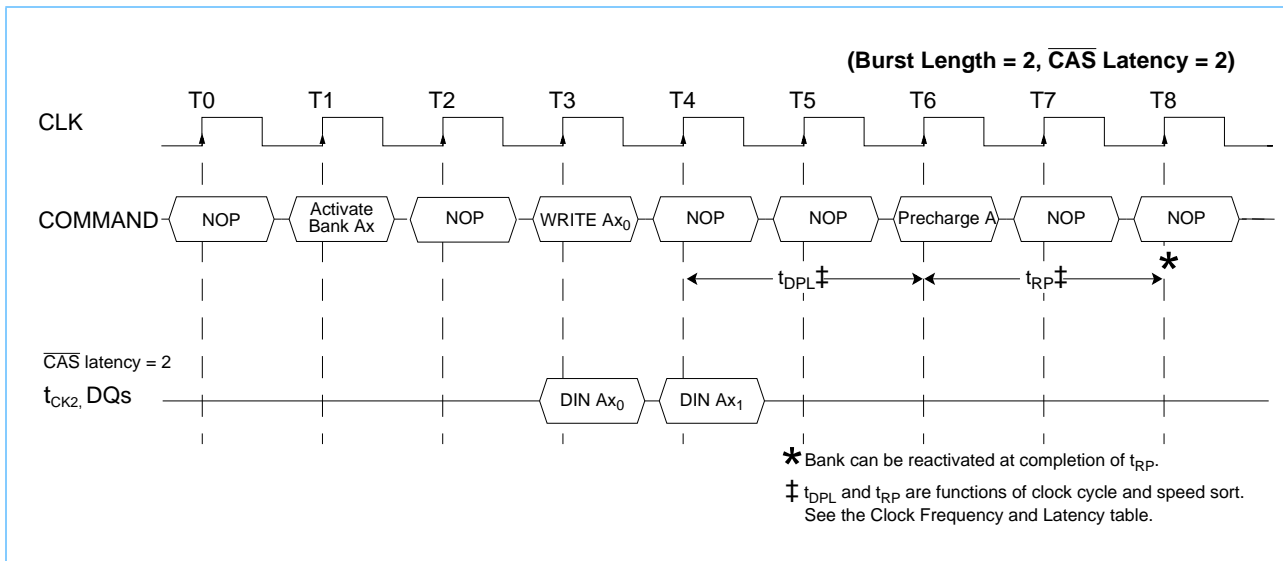 (Burst Length = 2, CAS Latency = 2)
T0 T1 T2 T3 T4 T5 T6 T7 T8
CLK
COMMAND NOP Activate Bank Ax NOP WRITE Ax0 NOP NOP Precharge A NOP NOP
*
tDPL‡ tRP‡
CAS latency = 2
tCK2, DQs DIN Ax0 DIN Ax1
* Bank can be reactivated at completion of tRP.
‡ tDPL and tRP are functions of clock cycle and speed sort.
See the Clock Frequency and Latency table.